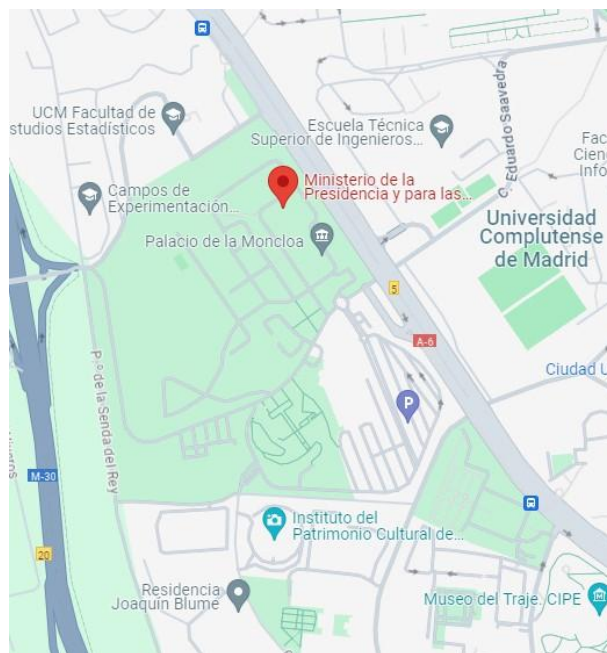 UCM Facultad de
studios Estadísticos
Escuela Técnica
Superior de Ingenieros...
C. Eduardo Saavedra
Fac
Cien
Infó
Campos de
Experimentación...
Ministerio de la
Presidencia y para las...
Palacio de la Moncloa
Universidad
Complutense
de Madrid
5
A-6
Ciudad U
P.º de la Senda del Rey
P
M-30
20
Instituto del
Patrimonio Cultural de...
Residencia
Joaquín Blume
Museo del Traje. CIPE